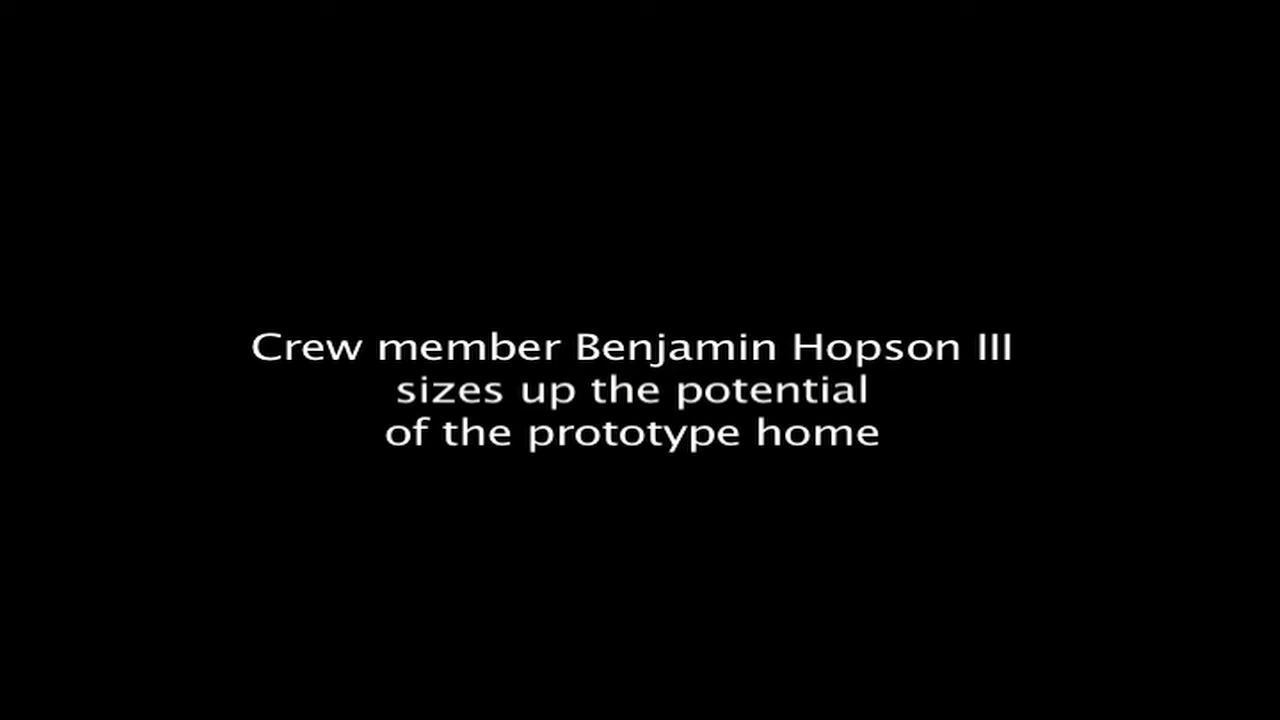 Crew member Benjamin Hopson III
sizes up the potential
of the prototype home